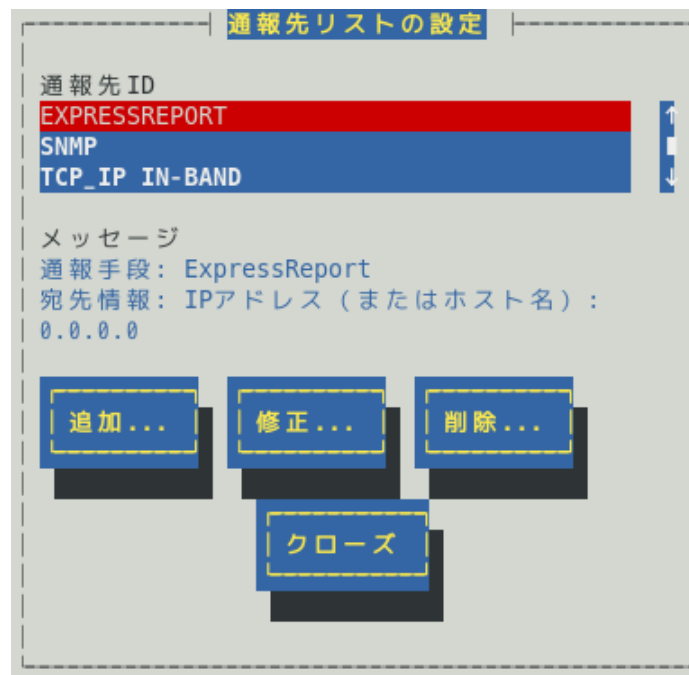 通報先リストの設定
通報先ID
EXPRESSREPORT
SNMP
TCP_IP IN-BAND
↑
↓
メッセージ
通報手段: ExpressReport
宛先情報: IPアドレス(またはホスト名):
0.0.0.0
追加... 修正... 削除...
クローズ